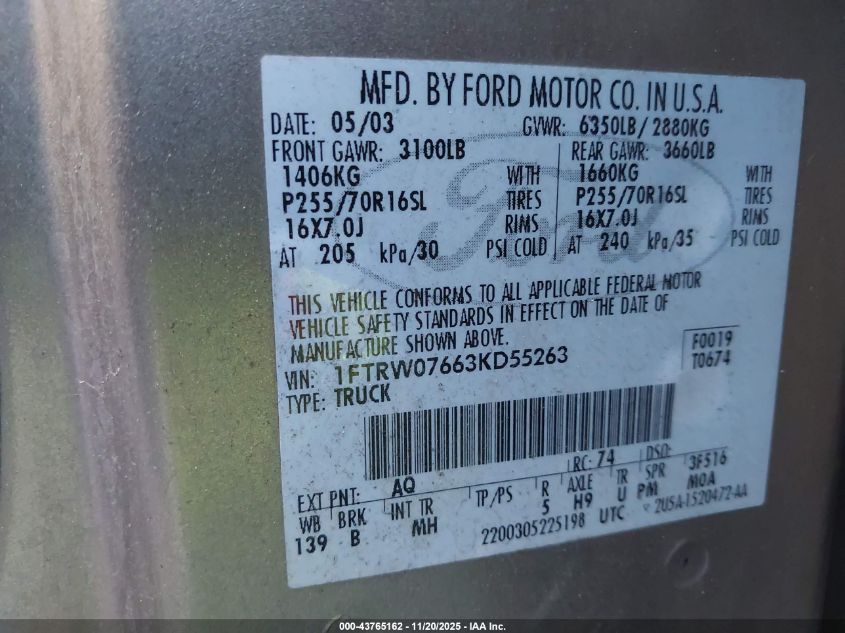 MFD. BY FORD MOTOR CO. IN U.S.A.
DATE: 05/03 GVWR: 6350LB/ 2880KG
FRONT GAWR: 3100LB REAR GAWR: 3660LB
1406KG WITH 1660KG WITH
P255/70R16SL TIRES P255/70R16SL TIRES
16X7.0J RIMS 16X7.0J RIMS
AT 205 kPa/30 PSI COLD AT 240 kPa/35 PSI COLD
Ford
THIS VEHICLE CONFORMS TO ALL APPLICABLE FEDERAL MOTOR
VEHICLE SAFETY STANDARDS IN EFFECT ON THE DATE OF
MANUFACTURE SHOWN ABOVE.
VIN: 1FTRW07663KD55263
TYPE: TRUCK
F0019
T0674
EXT PNT: AQ RC: 74 DSO: 3F516
WB BRK INT TR TP/PS R AXLE TR SPR MOA
139 B MH 5 H9 U PM
2200305225198 UTC 2U5A-1520472-AA
000-43765162 - 11/20/2025 - IAA Inc.